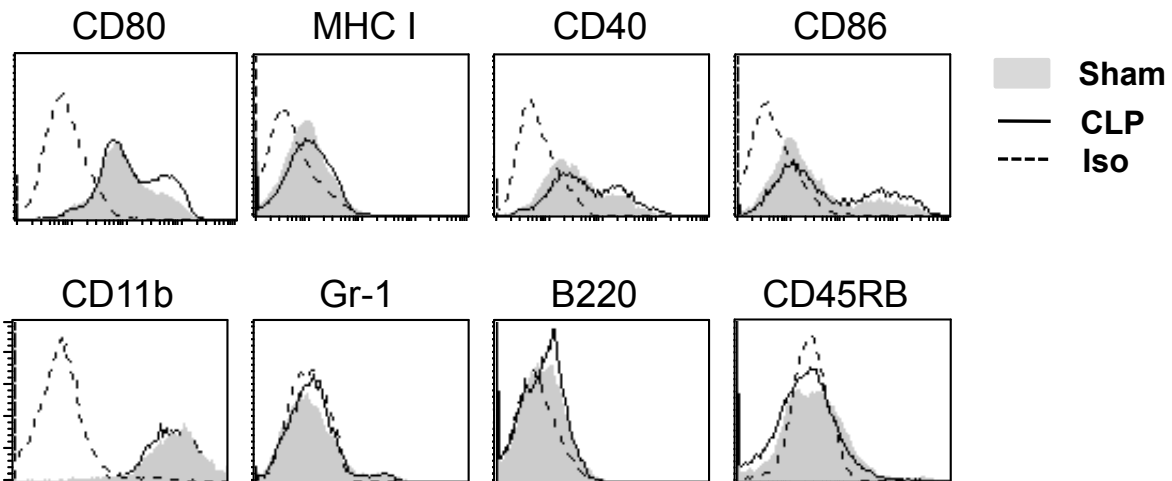 CD80 MHC I CD40 CD86
Sham
CLP
Iso
CD11b Gr-1 B220 CD45RB